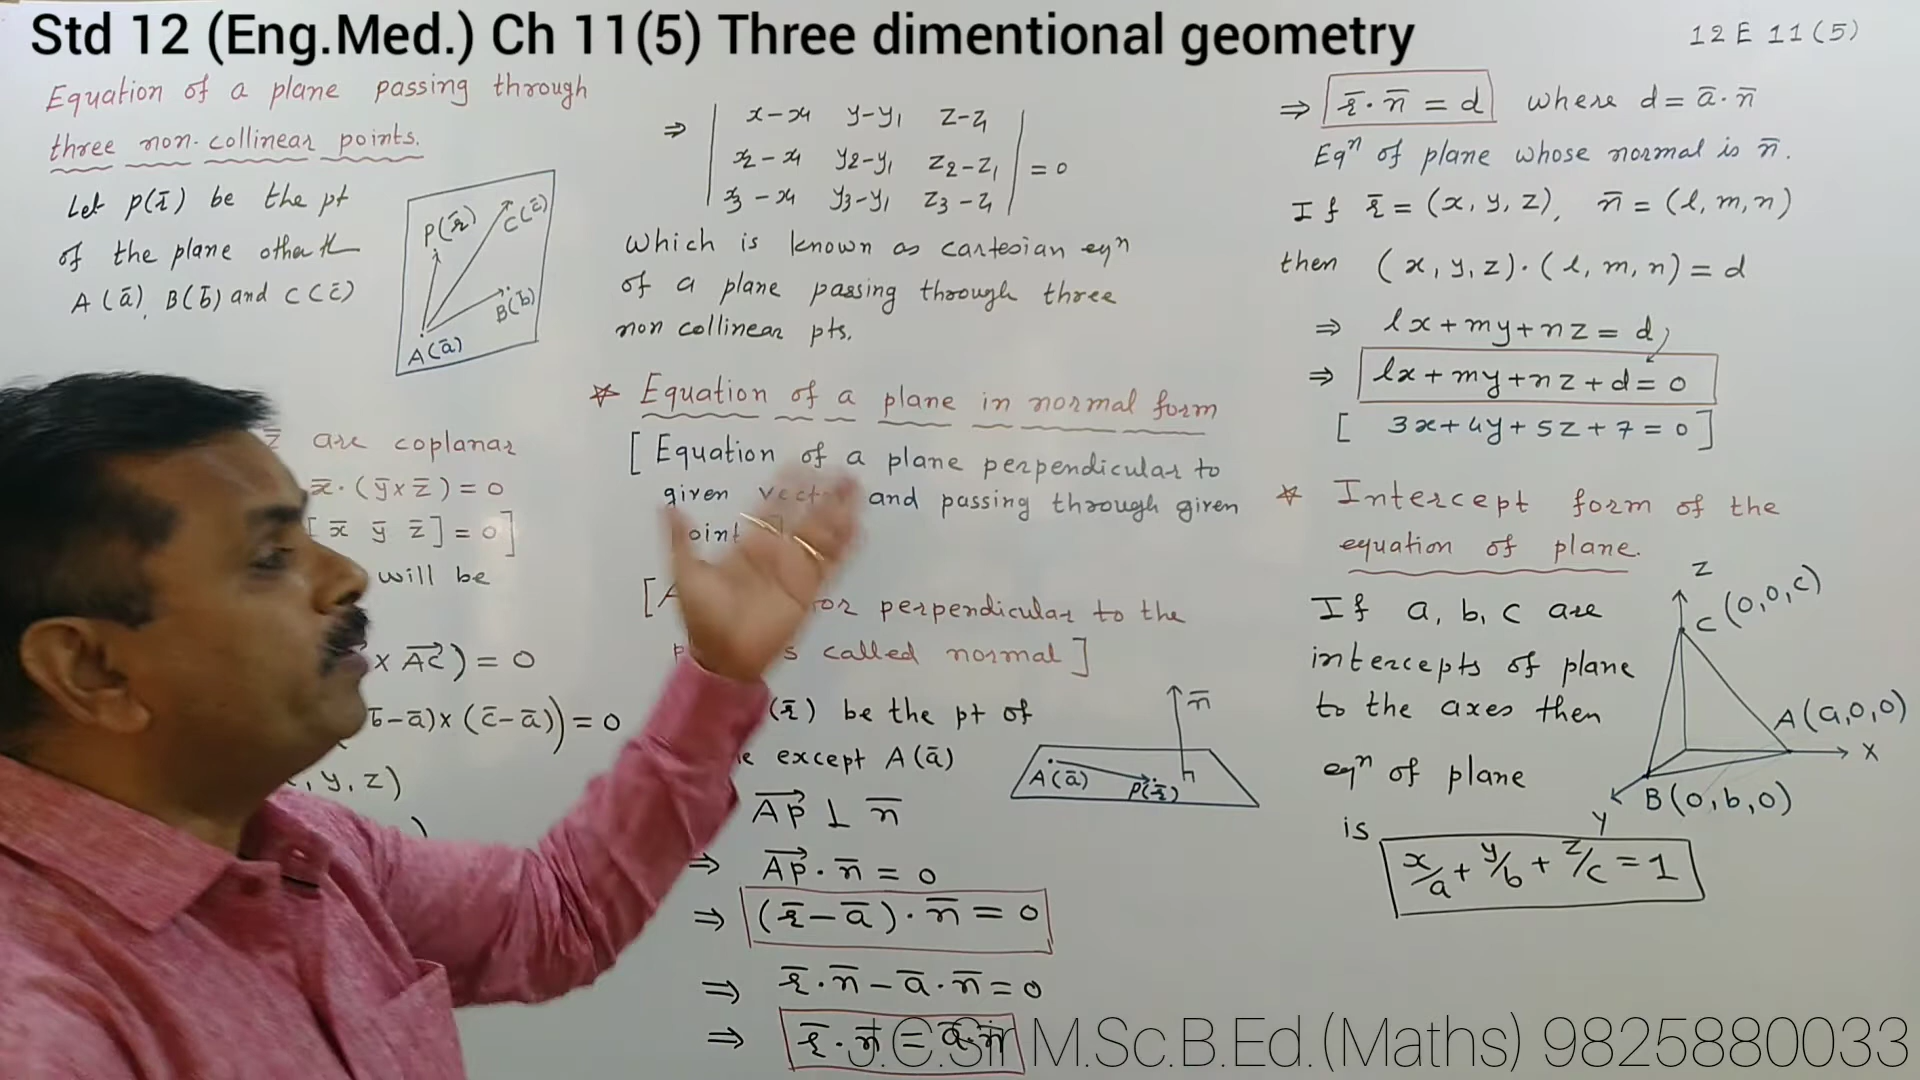 Std 12 (Eng.Med.) Ch 11(5) Three dimentional geometry
12 E 11(5)
Equation of a plane passing through
three non-collinear points.
Let P(r̄) be the pt
of the plane other th
A(ā), B(b̄) and C(c̄)
P(r̄)
C(c̄)
B(b̄)
A(ā)
z̄ are coplanar
x̄·(ȳ×z̄) = 0
[x̄ ȳ z̄] = 0]
will be
× AC⃗) = 0
b̄-ā)×(c̄-ā)) = 0
, y, z)
⇒ | x-x₁ y-y₁ z-z₁ |
| x₂-x₁ y₂-y₁ z₂-z₁ | = 0
| x₃-x₁ y₃-y₁ z₃-z₁ |
Which is known as cartesian eqⁿ
of a plane passing through three
non collinear pts.
* Equation of a plane in normal form
[Equation of a plane perpendicular to
given vect and passing through given
oint]
[A or perpendicular to the
p s called normal]
(r̄) be the pt of
e except A(ā)
n̄
A(ā)
P(r̄)
AP⃗ ⊥ n̄
⇒ AP⃗ · n̄ = 0
⇒ (r̄-ā)·n̄ = 0
⇒ r̄·n̄ - ā·n̄ = 0
⇒ r̄·n̄ = ā·n̄
⇒ r̄·n̄ = d where d = ā·n̄
Eqⁿ of plane whose normal is n̄.
If r̄ = (x, y, z), n̄ = (l, m, n)
then (x, y, z)·(l, m, n) = d
⇒ lx+my+nz = d
⇒ lx+my+nz+d = 0
[ 3x+4y+5z+7 = 0 ]
* Intercept form of the
equation of plane.
If a, b, c are
intercepts of plane
to the axes then
eqⁿ of plane
is
x/a + y/b + z/c = 1
Z
C (0,0,c)
A(a,0,0)
X
B(0,b,0)
Y
J.C.Sir M.Sc.B.Ed.(Maths) 9825880033